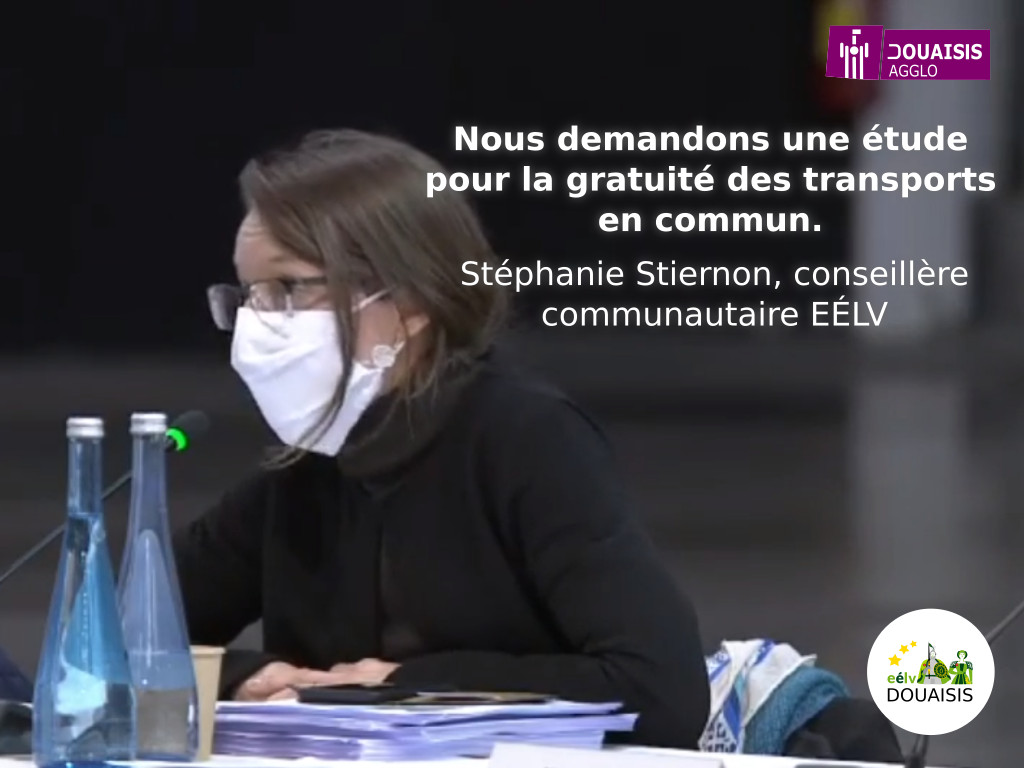 DOUAISIS
AGGLO
Nous demandons une étude
pour la gratuité des transports
en commun.
Stéphanie Stiernon, conseillère
communautaire EÉLV
eélv
DOUAISIS